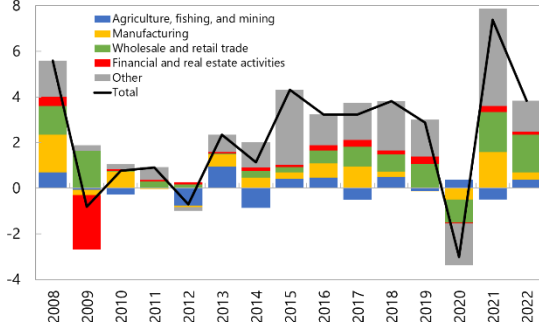 8
6
4
2
0
-2
-4
Agriculture, fishing, and mining
Manufacturing
Wholesale and retail trade
Financial and real estate activities
Other
Total
2008 2009 2010 2011 2012 2013 2014 2015 2016 2017 2018 2019 2020 2021 2022